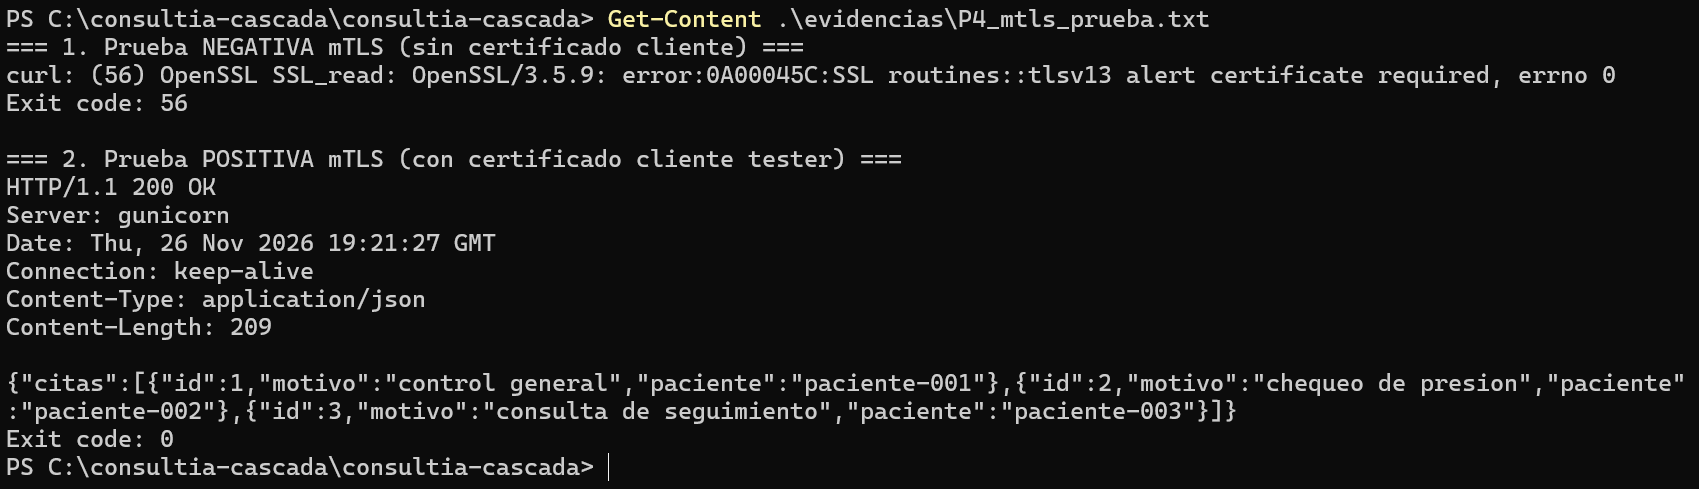 PS C:\consultia-cascada\consultia-cascada> Get-Content .\evidencias\P4_mtls_prueba.txt
=== 1. Prueba NEGATIVA mTLS (sin certificado cliente) ===
curl: (56) OpenSSL SSL_read: OpenSSL/3.5.9: error:0A00045C:SSL routines::tlsv13 alert certificate required, errno 0
Exit code: 56
=== 2. Prueba POSITIVA mTLS (con certificado cliente tester) ===
HTTP/1.1 200 OK
Server: gunicorn
Date: Thu, 26 Nov 2026 19:21:27 GMT
Connection: keep-alive
Content-Type: application/json
Content-Length: 209
{"citas":[{"id":1,"motivo":"control general","paciente":"paciente-001"},{"id":2,"motivo":"chequeo de presion","paciente"
:"paciente-002"},{"id":3,"motivo":"consulta de seguimiento","paciente":"paciente-003"}]}
Exit code: 0
PS C:\consultia-cascada\consultia-cascada>